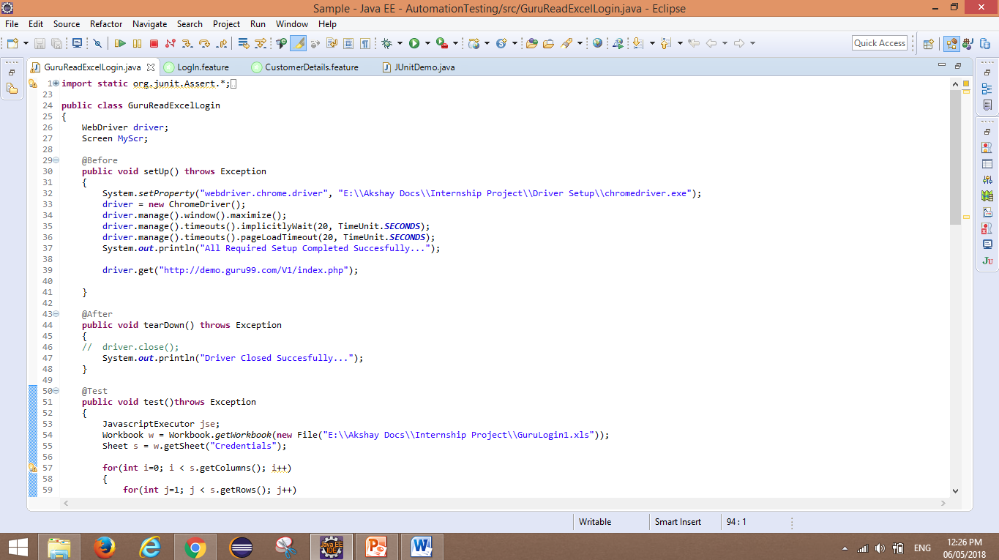 Sample - Java EE - AutomationTesting/src/GuruReadExcelLogin.java - Eclipse
File Edit Source Refactor Navigate Search Project Run Window Help
Quick Access
GuruReadExcelLogin.java LogIn.feature CustomerDetails.feature JUnitDemo.java
1 import static org.junit.Assert.*;
23
24 public class GuruReadExcelLogin
25 {
26 WebDriver driver;
27 Screen MyScr;
28
29 @Before
30 public void setUp() throws Exception
31 {
32 System.setProperty("webdriver.chrome.driver", "E:\\Akshay Docs\\Internship Project\\Driver Setup\\chromedriver.exe");
33 driver = new ChromeDriver();
34 driver.manage().window().maximize();
35 driver.manage().timeouts().implicitlyWait(20, TimeUnit.SECONDS);
36 driver.manage().timeouts().pageLoadTimeout(20, TimeUnit.SECONDS);
37 System.out.println("All Required Setup Completed Succesfully...");
38
39 driver.get("http://demo.guru99.com/V1/index.php");
40
41 }
42
43 @After
44 public void tearDown() throws Exception
45 {
46 // driver.close();
47 System.out.println("Driver Closed Succesfully...");
48 }
49
50 @Test
51 public void test()throws Exception
52 {
53 JavascriptExecutor jse;
54 Workbook w = Workbook.getWorkbook(new File("E:\\Akshay Docs\\Internship Project\\GuruLogin1.xls"));
55 Sheet s = w.getSheet("Credentials");
56
57 for(int i=0; i < s.getColumns(); i++)
58 {
59 for(int j=1; j < s.getRows(); j++)
Ju
Writable Smart Insert 94 : 1
Java EE
IDE
ENG
12:26 PM
06/05/2018